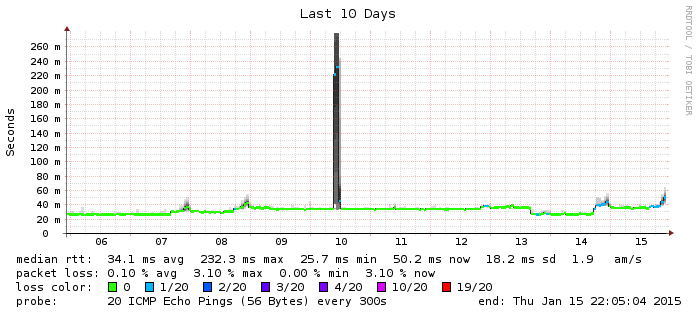 Last 10 Days
RRDTOOL / TOBI OETIKER
Seconds
260 m
240 m
220 m
200 m
180 m
160 m
140 m
120 m
100 m
80 m
60 m
40 m
20 m
0
06 07 08 09 10 11 12 13 14 15
median rtt: 34.1 ms avg 232.3 ms max 25.7 ms min 50.2 ms now 18.2 ms sd 1.9 am/s
packet loss: 0.10 % avg 3.10 % max 0.00 % min 3.10 % now
loss color: 0 1/20 2/20 3/20 4/20 10/20 19/20
probe: 20 ICMP Echo Pings (56 Bytes) every 300s end: Thu Jan 15 22:05:04 2015